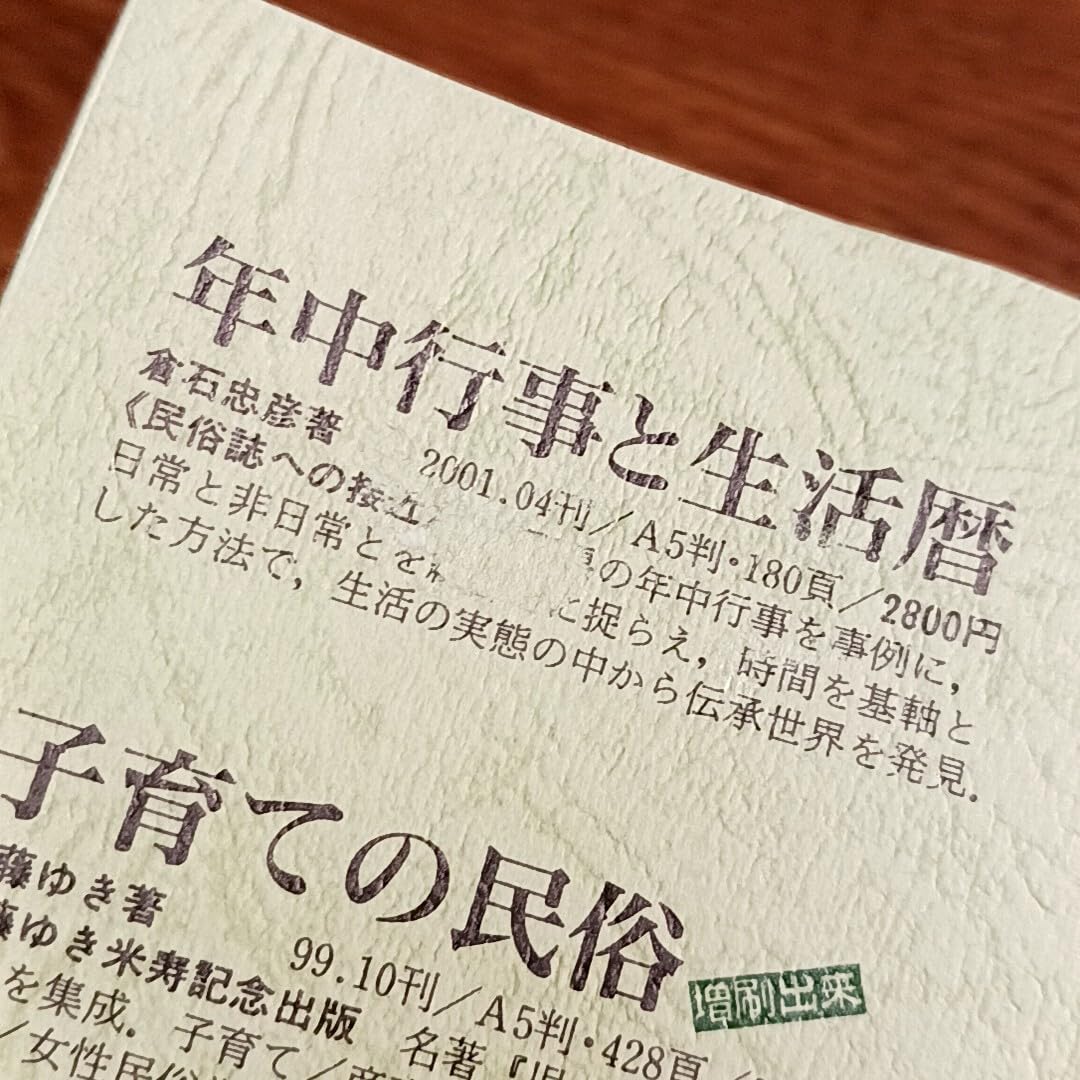 年中行事と生活暦
倉石忠彦著 2001.04刊／A5判・180頁／2800円
《民俗誌への接近 の年中行事を事例に，
日常と非日常とを に捉らえ，時間を基軸と
した方法で，生活の実態の中から伝承世界を発見．
子育ての民俗
増刷出来
藤ゆき著 99.10刊／A5判・428頁／
藤ゆき米寿記念出版 名著『児
を集成．子育て／産
／女性民俗